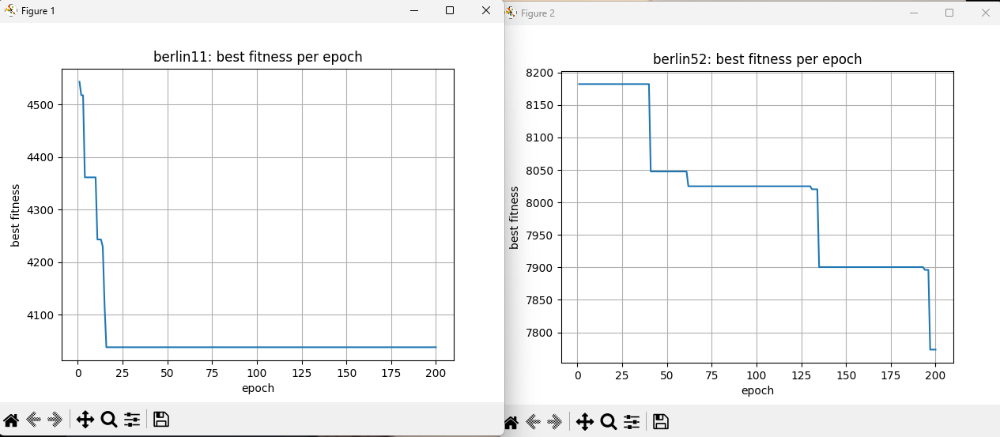 Figure 1
berlin11: best fitness per epoch
best fitness
4500
4400
4300
4200
4100
0 25 50 75 100 125 150 175 200
epoch
Figure 2
berlin52: best fitness per epoch
best fitness
8200
8150
8100
8050
8000
7950
7900
7850
7800
0 25 50 75 100 125 150 175 200
epoch